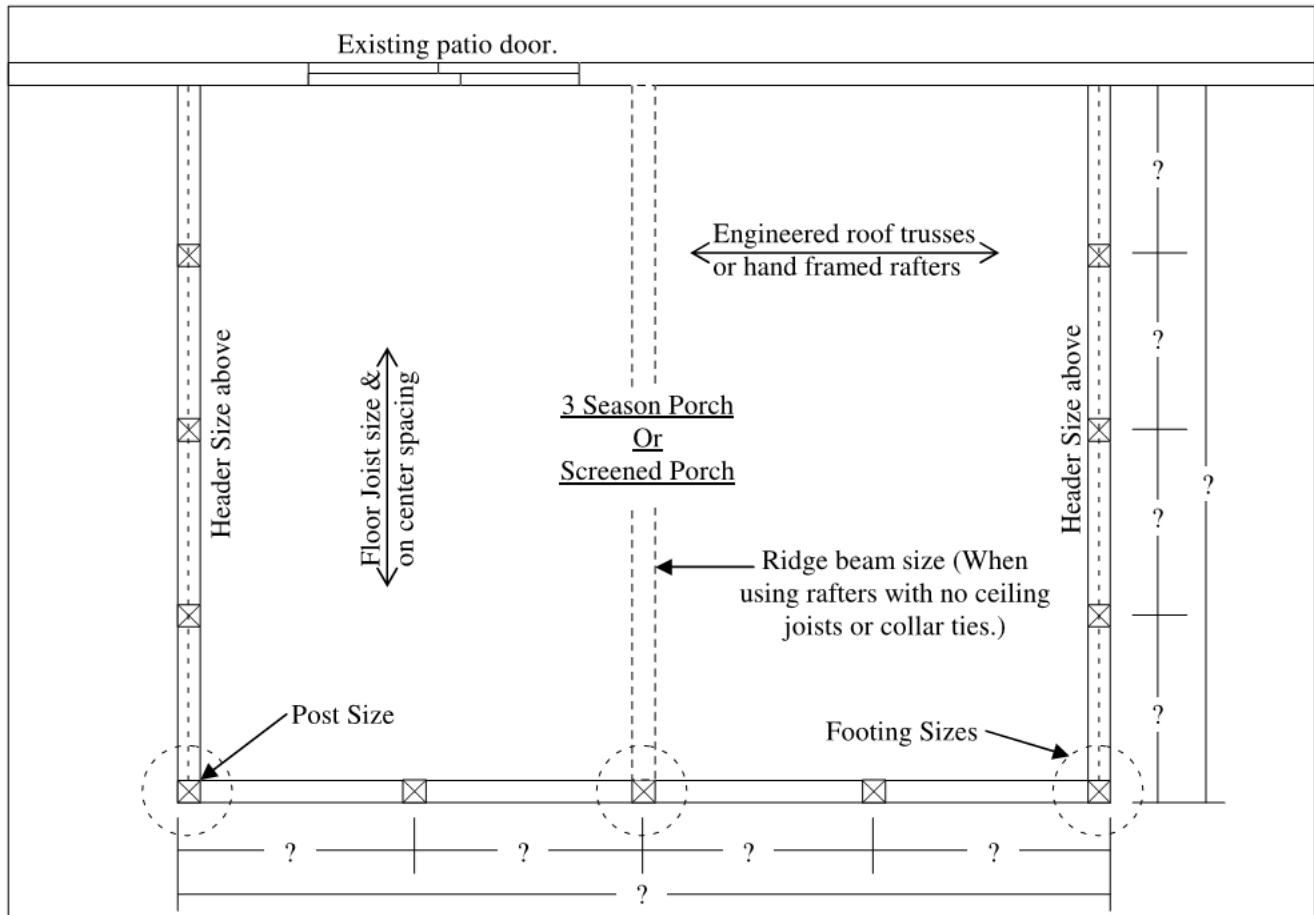 Existing patio door.
Engineered roof trusses
or hand framed rafters
?
?
?
?
?
Header Size above
Floor Joist size &
on center spacing
3 Season Porch
Or
Screened Porch
Header Size above
Ridge beam size (When
using rafters with no ceiling
joists or collar ties.)
Post Size
Footing Sizes
?
?
?
?
?